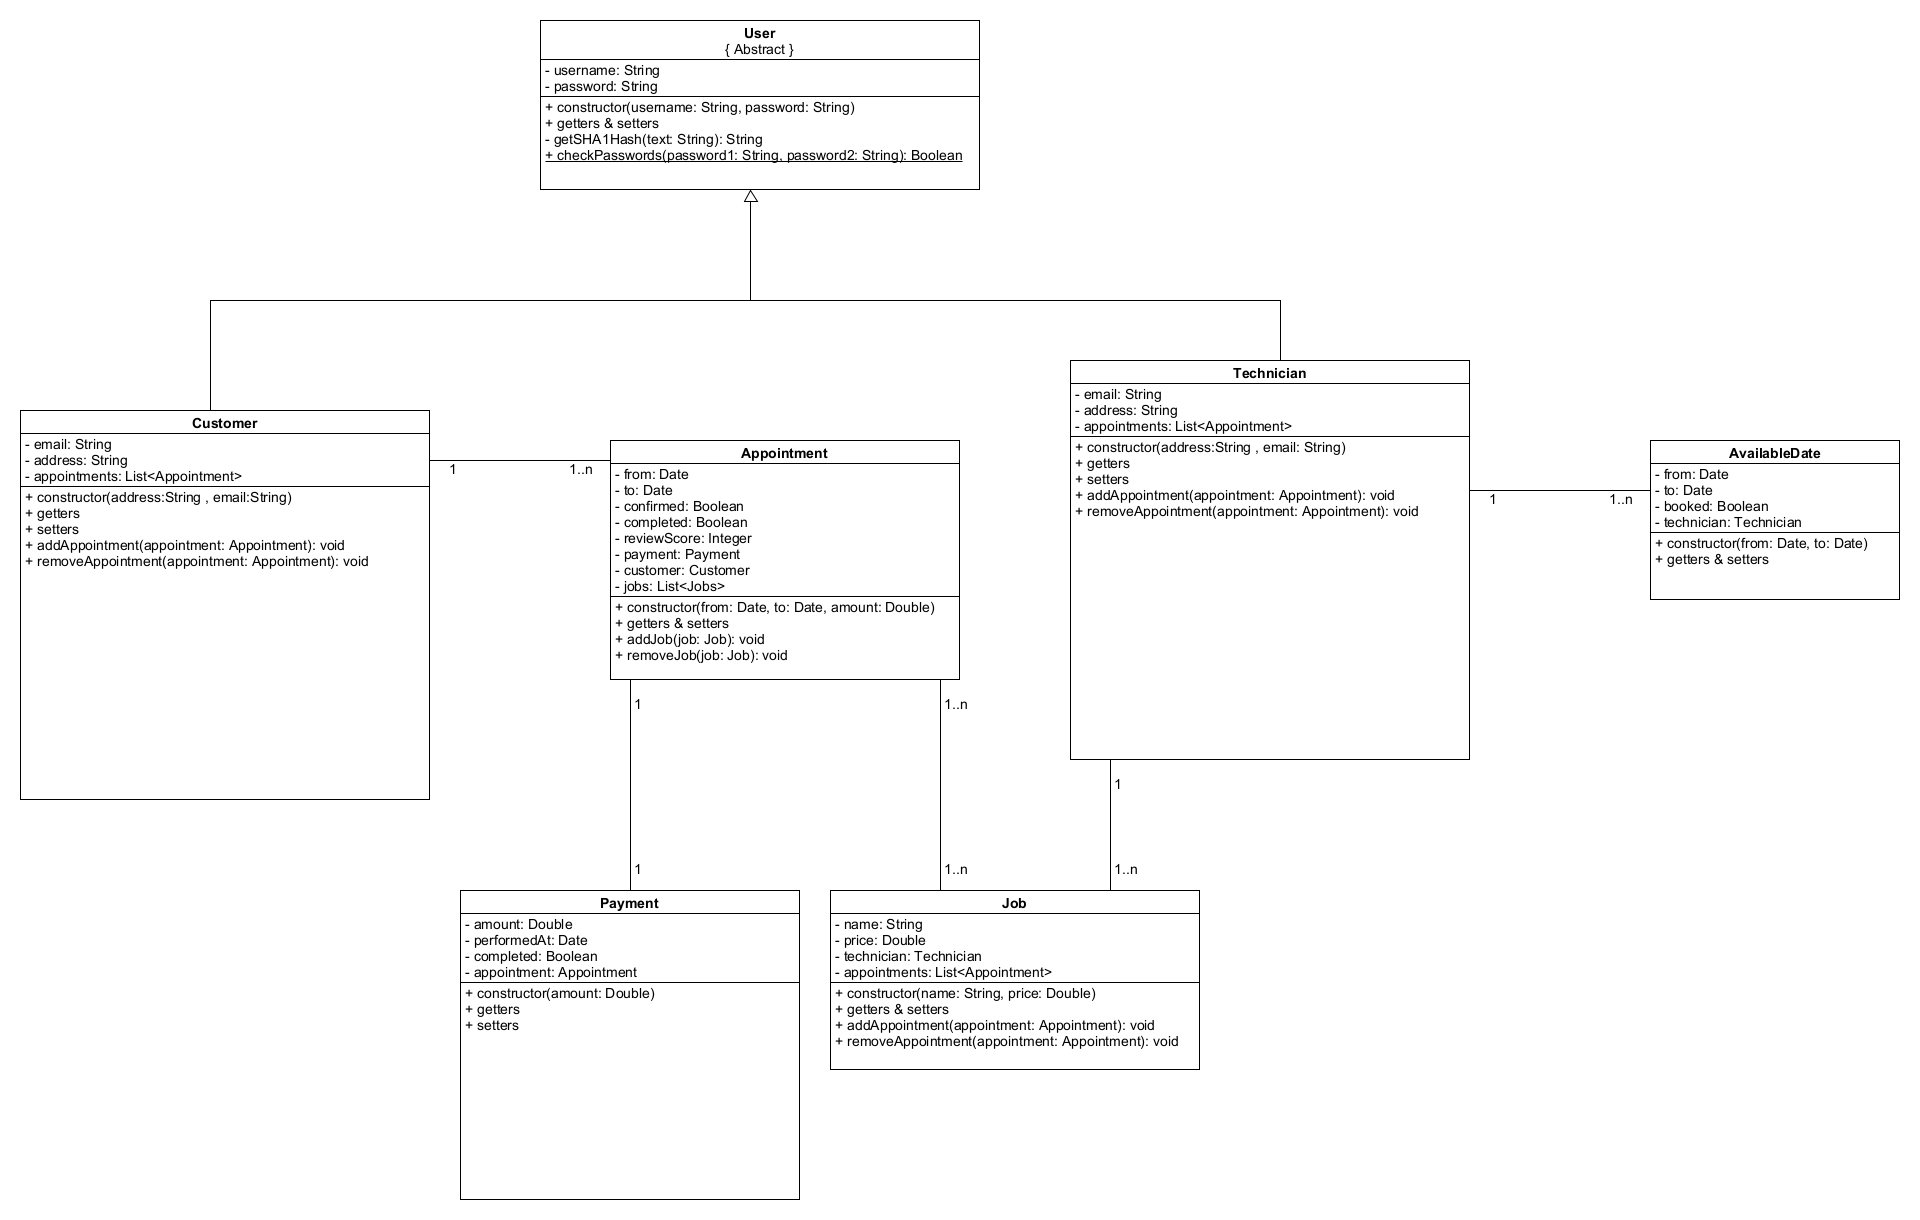 User
{ Abstract }
- username: String
- password: String
+ constructor(username: String, password: String)
+ getters & setters
- getSHA1Hash(text: String): String
+ checkPasswords(password1: String, password2: String): Boolean
Customer
- email: String
- address: String
- appointments: List<Appointment>
+ constructor(address:String , email:String)
+ getters
+ setters
+ addAppointment(appointment: Appointment): void
+ removeAppointment(appointment: Appointment): void
1
1..n
Appointment
- from: Date
- to: Date
- confirmed: Boolean
- completed: Boolean
- reviewScore: Integer
- payment: Payment
- customer: Customer
- jobs: List<Jobs>
+ constructor(from: Date, to: Date, amount: Double)
+ getters & setters
+ addJob(job: Job): void
+ removeJob(job: Job): void
Technician
- email: String
- address: String
- appointments: List<Appointment>
+ constructor(address:String , email: String)
+ getters
+ setters
+ addAppointment(appointment: Appointment): void
+ removeAppointment(appointment: Appointment): void
1
1..n
AvailableDate
- from: Date
- to: Date
- booked: Boolean
- technician: Technician
+ constructor(from: Date, to: Date)
+ getters & setters
1
1..n
1
1
1..n
1..n
Payment
- amount: Double
- performedAt: Date
- completed: Boolean
- appointment: Appointment
+ constructor(amount: Double)
+ getters
+ setters
Job
- name: String
- price: Double
- technician: Technician
- appointments: List<Appointment>
+ constructor(name: String, price: Double)
+ getters & setters
+ addAppointment(appointment: Appointment): void
+ removeAppointment(appointment: Appointment): void